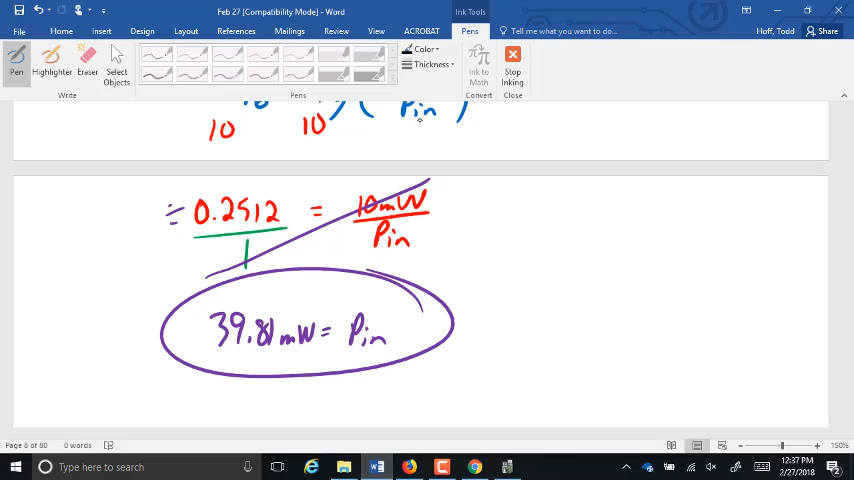 Feb 27 [Compatibility Mode] - Word
Ink Tools
Hoff, Todd
File Home Insert Design Layout References Mailings Review View ACROBAT Pens Tell me what you want to do... Share
Pen Highlighter Eraser Select Objects
Color
Thickness
Ink to Math
Stop Inking
Write Pens Convert Close
10 10 Pin )
10 10
÷ 0.2512 = 10mW
1 Pin
39.81mW = Pin
Page 8 of 80 0 words 150%
Type here to search
12:37 PM
2/27/2018
2